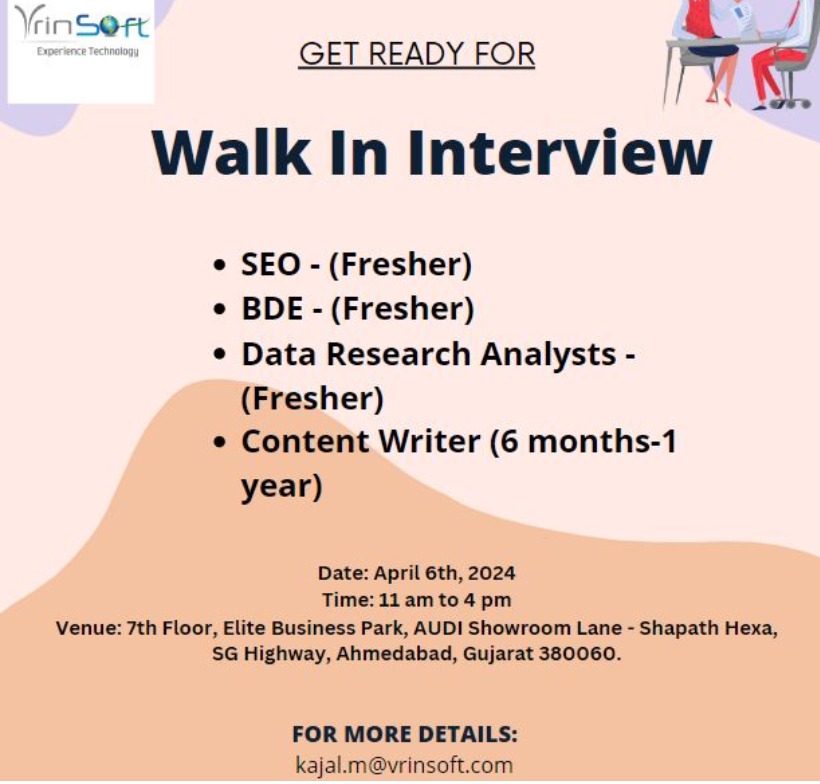 VrinSoft
Experience Technology
GET READY FOR
Walk In Interview
• SEO - (Fresher)
• BDE - (Fresher)
• Data Research Analysts -
(Fresher)
• Content Writer (6 months-1
year)
Date: April 6th, 2024
Time: 11 am to 4 pm
Venue: 7th Floor, Elite Business Park, AUDI Showroom Lane - Shapath Hexa,
SG Highway, Ahmedabad, Gujarat 380060.
FOR MORE DETAILS:
kajal.m@vrinsoft.com